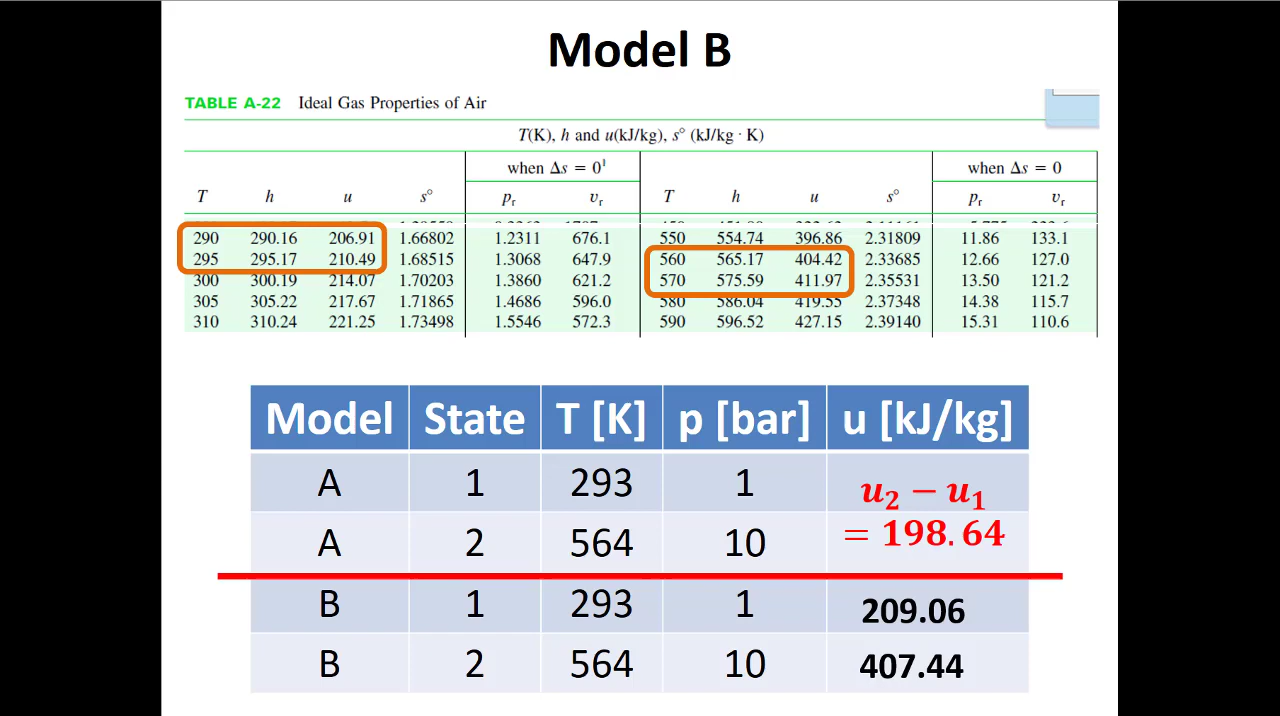 Model B
TABLE A-22 Ideal Gas Properties of Air
T(K), h and u(kJ/kg), s° (kJ/kg · K)
when Δs = 0¹ when Δs = 0
T h u s° pr vr T h u s° pr vr
290 290.16 206.91 1.66802 1.2311 676.1 550 554.74 396.86 2.31809 11.86 133.1
295 295.17 210.49 1.68515 1.3068 647.9 560 565.17 404.42 2.33685 12.66 127.0
300 300.19 214.07 1.70203 1.3860 621.2 570 575.59 411.97 2.35531 13.50 121.2
305 305.22 217.67 1.71865 1.4686 596.0 580 586.04 419.55 2.37348 14.38 115.7
310 310.24 221.25 1.73498 1.5546 572.3 590 596.52 427.15 2.39140 15.31 110.6
Model State T [K] p [bar] u [kJ/kg]
A 1 293 1 u₂ − u₁
A 2 564 10 = 198.64
B 1 293 1 209.06
B 2 564 10 407.44